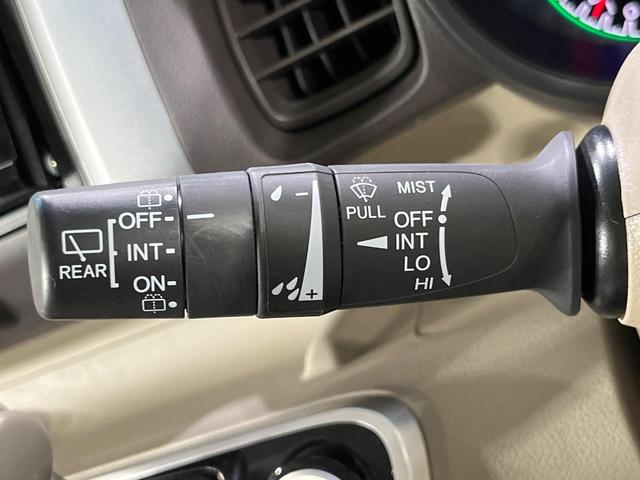 OFF
INT
REAR
ON
−
+
MIST
PULL
OFF
INT
LO
HI